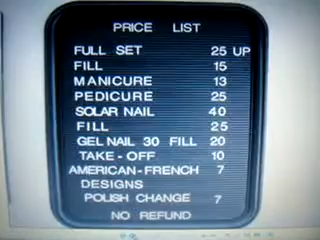 PRICE LIST
FULL SET 25 UP
FILL 15
MANICURE 13
PEDICURE 25
SOLAR NAIL 40
FILL 25
GEL NAIL 30 FILL 20
TAKE-OFF 10
AMERICAN-FRENCH 7
DESIGNS
POLISH CHANGE 7
NO REFUND